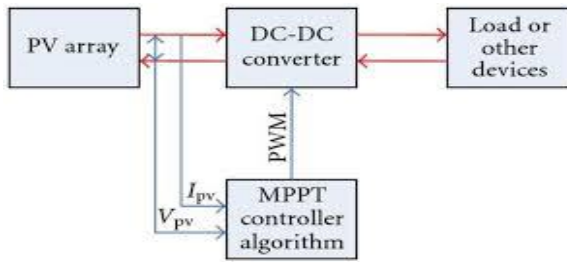 PV array
DC-DC
converter
Load or
other
devices
PWM
Ipv
Vpv
MPPT
controller
algorithm